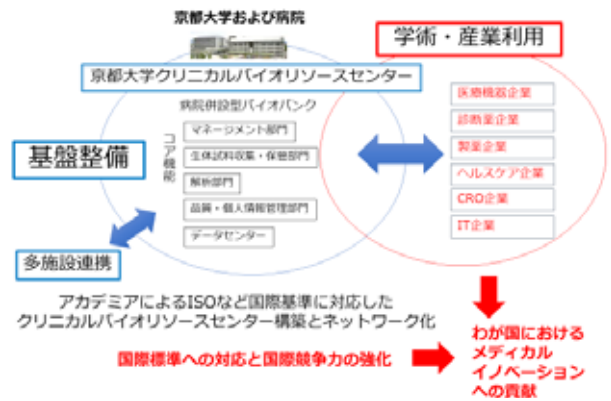 京都大学および病院
学術・産業利用
京都大学クリニカルバイオリソースセンター
病院併設型バイオバンク
コア機能
マネージメント部門
生体試料収集・保管部門
解析部門
品質・個人情報管理部門
データセンター
基盤整備
多施設連携
医療機器企業
診断薬企業
製薬企業
ヘルスケア企業
CRO企業
IT企業
アカデミアによるISOなど国際基準に対応した
クリニカルバイオリソースセンター構築とネットワーク化
国際標準への対応と国際競争力の強化
わが国における
メディカル
イノベーション
への貢献